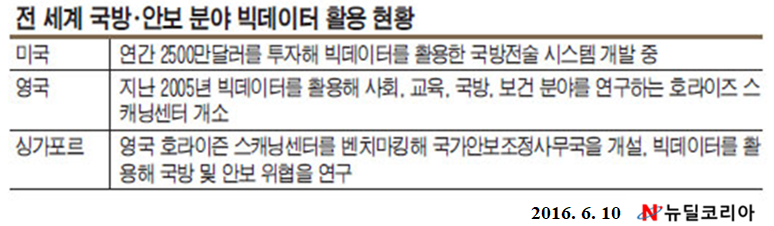 전 세계 국방·안보 분야 빅데이터 활용 현황
미국 연간 2500만달러를 투자해 빅데이터를 활용한 국방전술 시스템 개발 중
영국 지난 2005년 빅데이터를 활용해 사회, 교육, 국방, 보건 분야를 연구하는 호라이즈 스
캐닝센터 개소
싱가포르 영국 호라이즌 스캐닝센터를 벤치마킹해 국가안보조정사무국을 개설, 빅데이터를 활
용해 국방 및 안보 위협을 연구
2016. 6. 10 N 뉴딜코리아